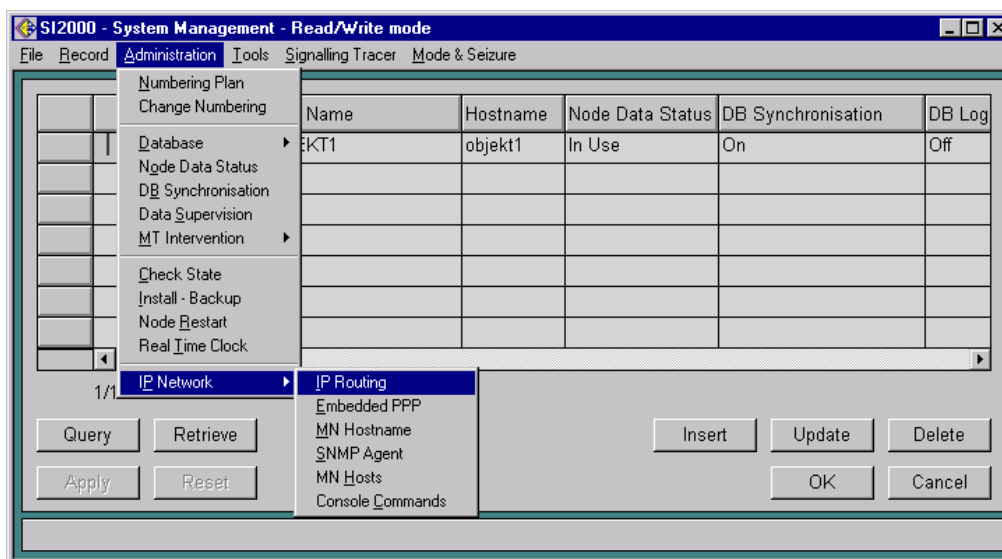 SI2000 - System Management - Read/Write mode
File Record Administration Tools Signalling Tracer Mode & Seizure
Numbering Plan
Change Numbering
Database
Node Data Status
DB Synchronisation
Data Supervision
MT Intervention
Check State
Install - Backup
Node Restart
Real Time Clock
IP Network
IP Routing
Embedded PPP
MN Hostname
SNMP Agent
MN Hosts
Console Commands
Name Hostname Node Data Status DB Synchronisation DB Log
EKT1 objekt1 In Use On Off
1/1
Query Retrieve Insert Update Delete
Apply Reset OK Cancel